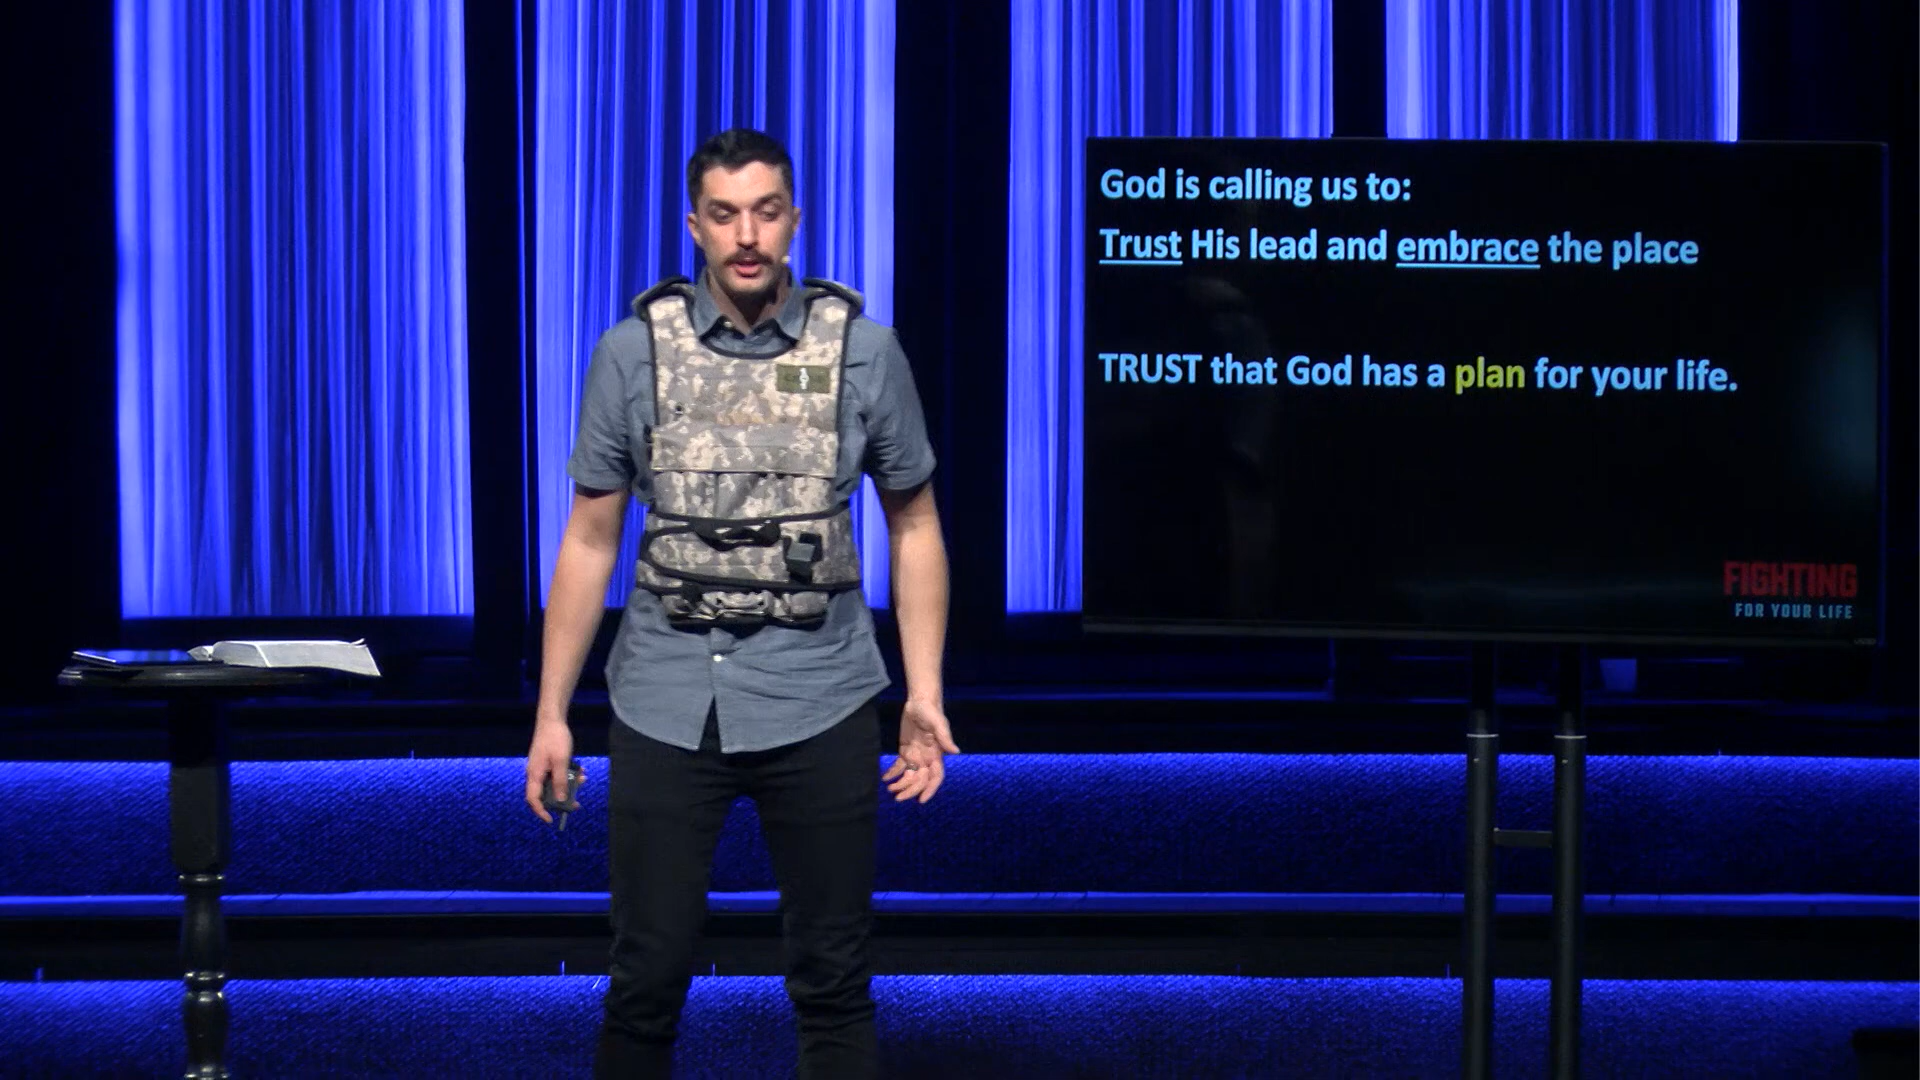 God is calling us to:
Trust His lead and embrace the place
TRUST that God has a plan for your life.
FIGHTING
FOR YOUR LIFE